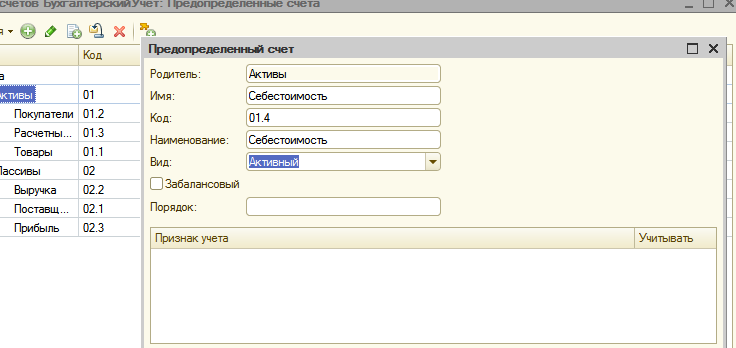 счетов БухгалтерскийУчет: Предопределенные счета
Код
Активы 01
Покупатели 01.2
Расчетны... 01.3
Товары 01.1
Пассивы 02
Выручка 02.2
Поставщ... 02.1
Прибыль 02.3
Предопределенный счет
Родитель: Активы
Имя: Себестоимость
Код: 01.4
Наименование: Себестоимость
Вид: Активный
Забалансовый
Порядок:
Признак учета Учитывать